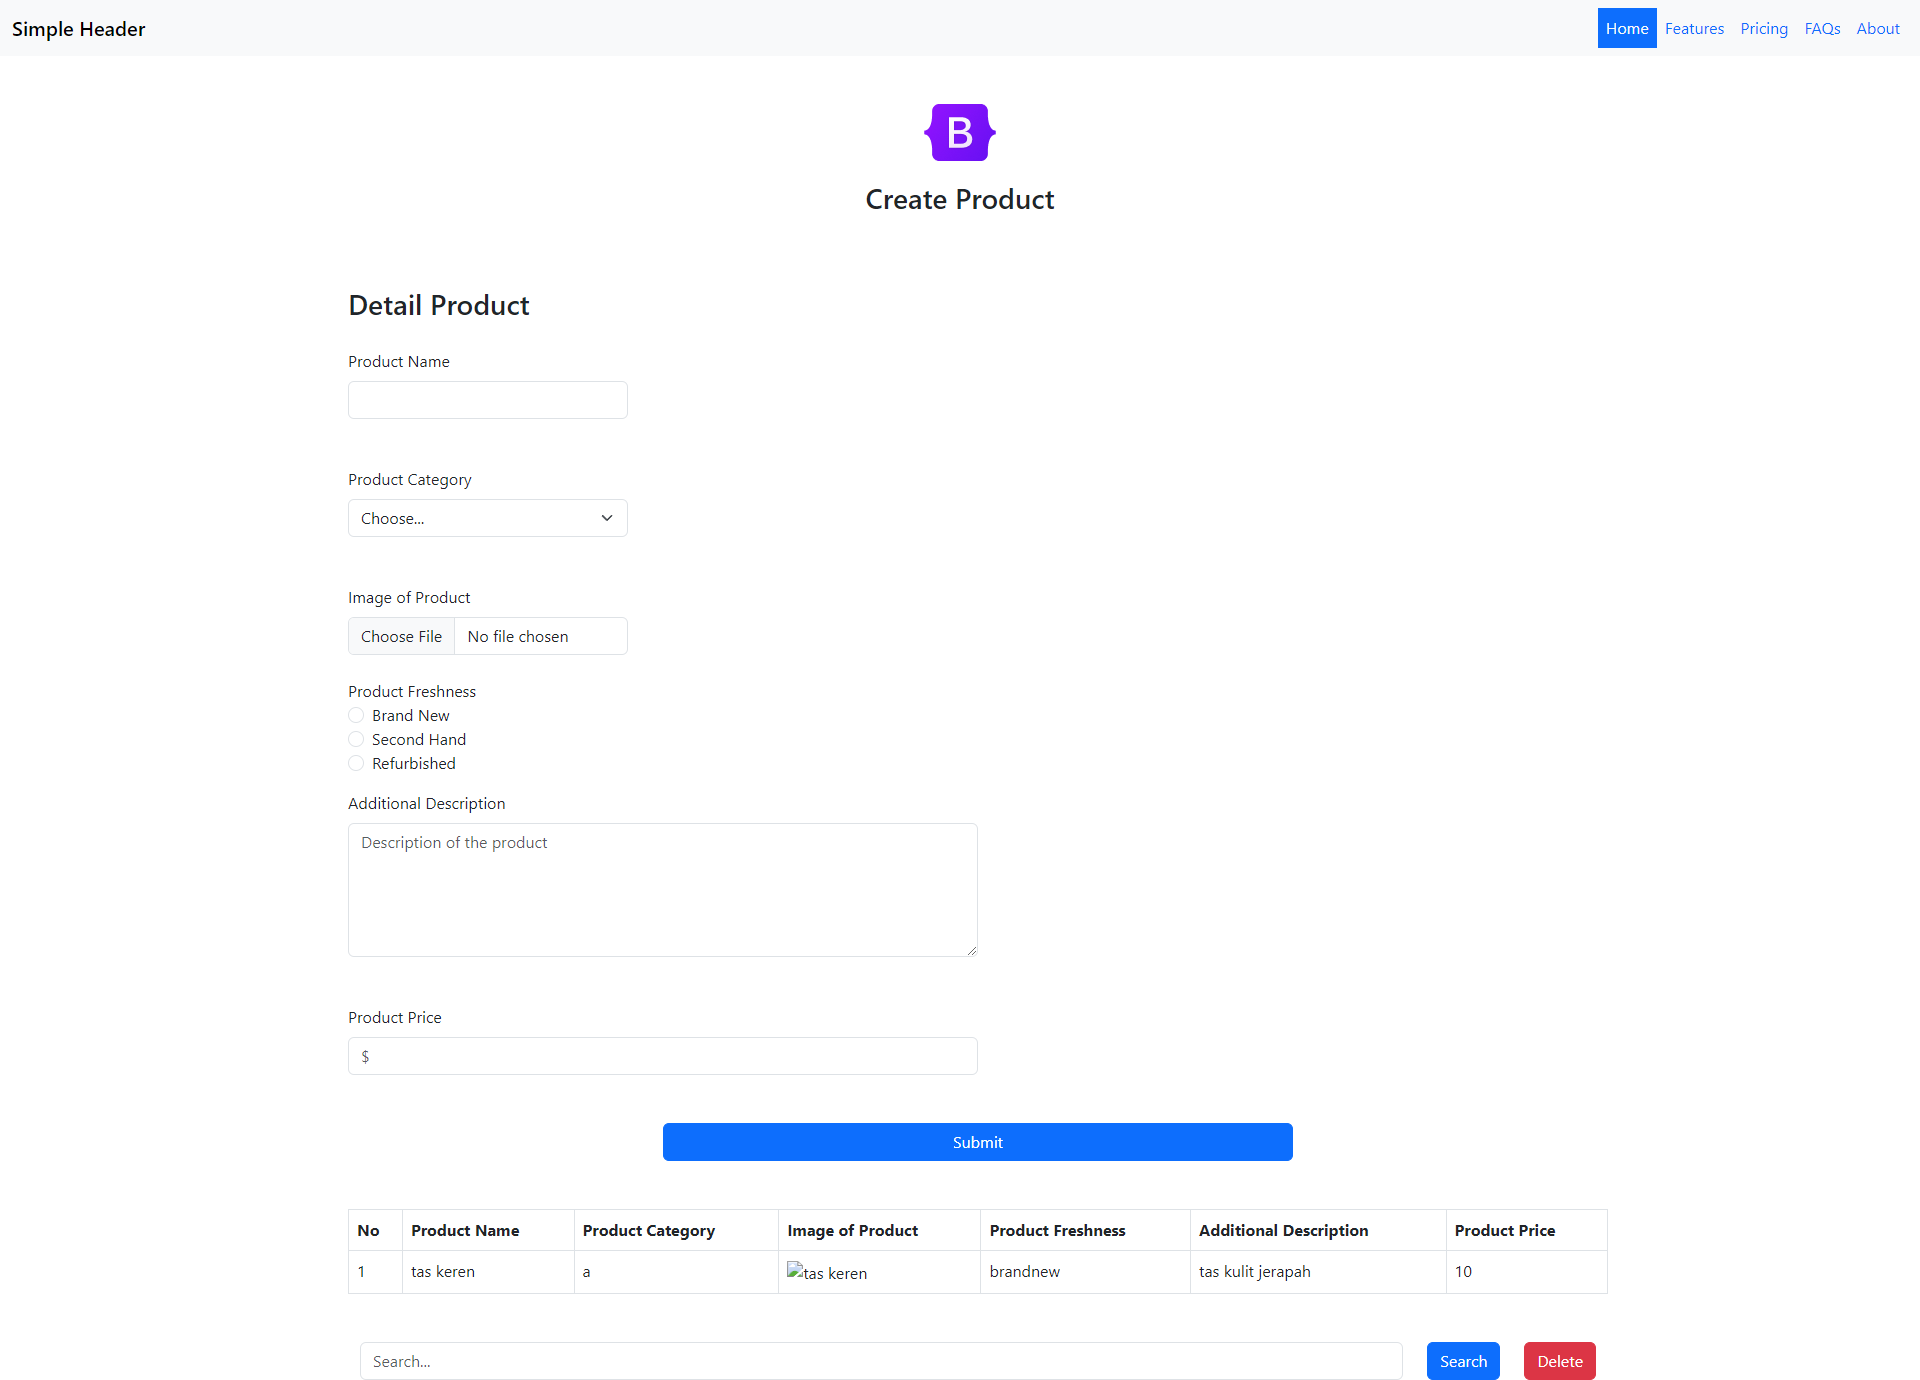 Simple Header Home Features Pricing FAQs About
B
Create Product
Detail Product
Product Name
Product Category
Choose...
Image of Product
Choose File No file chosen
Product Freshness
Brand New
Second Hand
Refurbished
Additional Description
Description of the product
Product Price
$
Submit
No Product Name Product Category Image of Product Product Freshness Additional Description Product Price
1 tas keren a tas keren brandnew tas kulit jerapah 10
Search... Search Delete